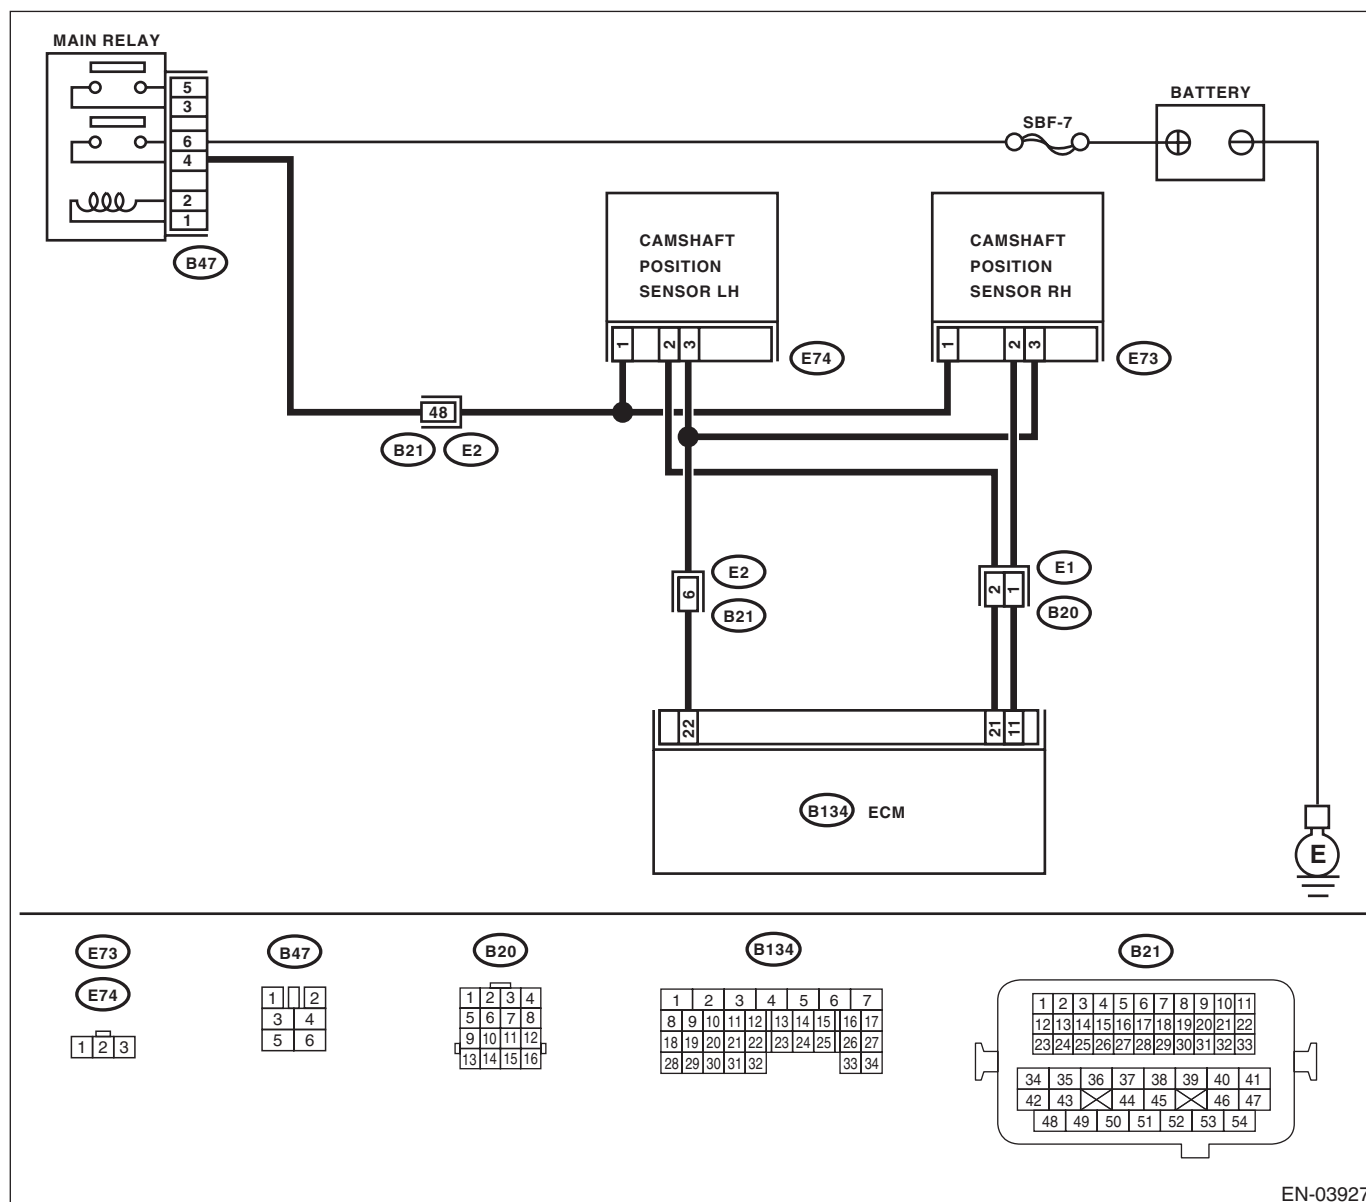 MAIN RELAY
5
3
6
4
2
1
B47
SBF-7
BATTERY
CAMSHAFT
POSITION
SENSOR LH
1 2 3
E74
CAMSHAFT
POSITION
SENSOR RH
1 2 3
E73
48
B21 E2
6
E2
B21
2 1
E1
B20
22 21 11
B134 ECM
E
E73
E74
1 2 3
B47
1 2
3 4
5 6
B20
1 2 3 4
5 6 7 8
9 10 11 12
13 14 15 16
B134
1 2 3 4 5 6 7
8 9 10 11 12 13 14 15 16 17
18 19 20 21 22 23 24 25 26 27
28 29 30 31 32 33 34
B21
1 2 3 4 5 6 7 8 9 10 11
12 13 14 15 16 17 18 19 20 21 22
23 24 25 26 27 28 29 30 31 32 33
34 35 36 37 38 39 40 41
42 43 44 45 46 47
48 49 50 51 52 53 54
EN-03927